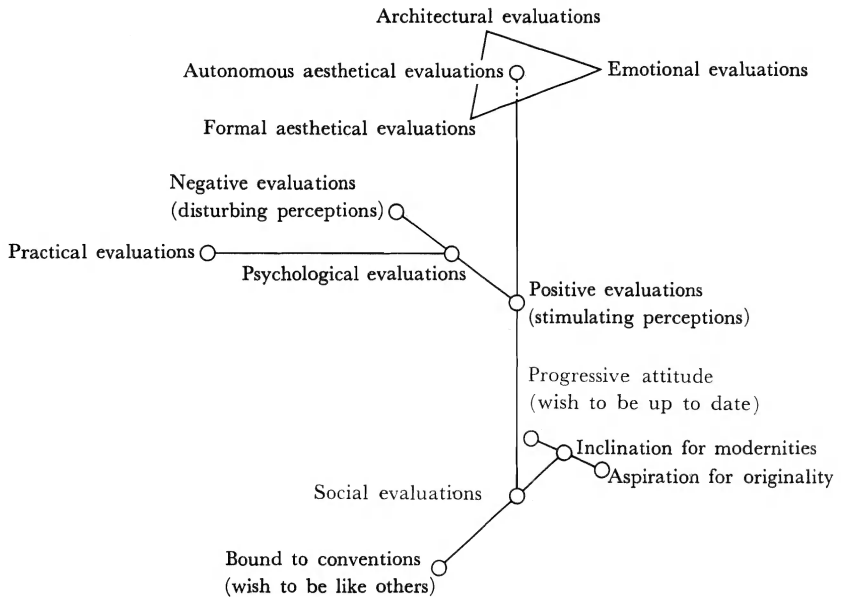 Architectural evaluations
Autonomous aesthetical evaluations
Emotional evaluations
Formal aesthetical evaluations
Negative evaluations
(disturbing perceptions)
Practical evaluations
Psychological evaluations
Positive evaluations
(stimulating perceptions)
Progressive attitude
(wish to be up to date)
Inclination for modernities
Aspiration for originality
Social evaluations
Bound to conventions
(wish to be like others)